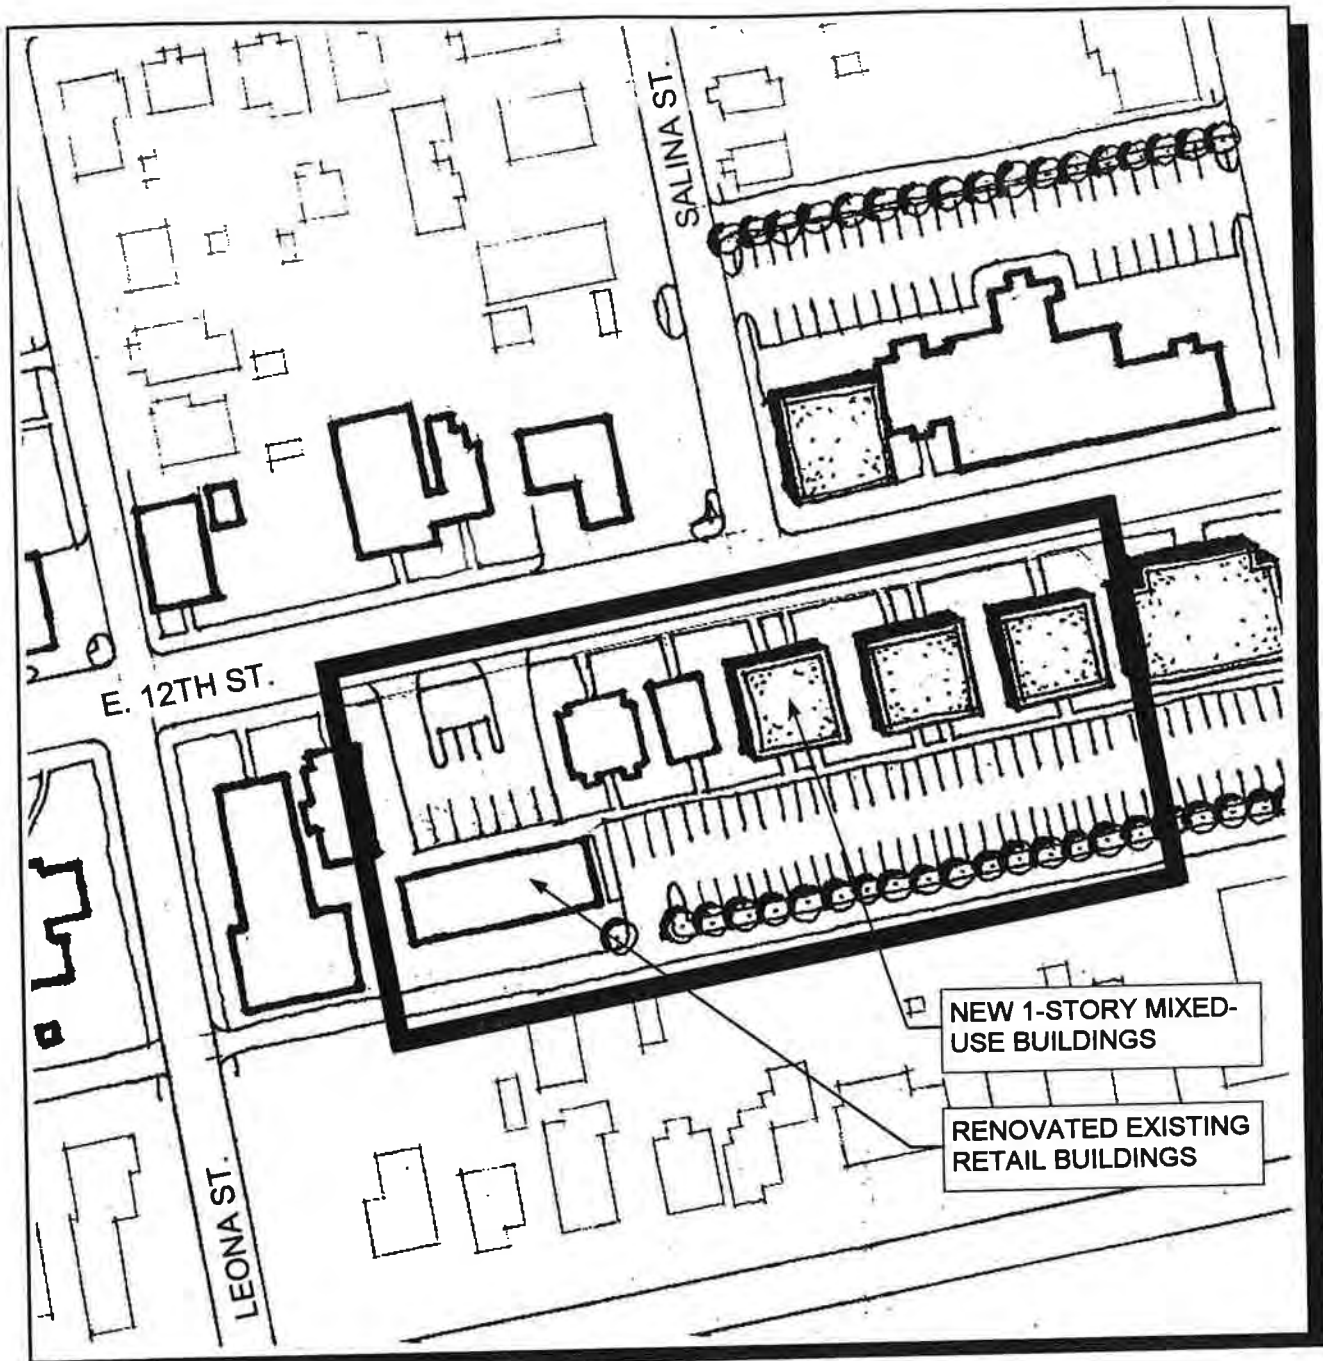 SALINA ST.
E. 12TH ST.
NEW 1-STORY MIXED-
USE BUILDINGS
RENOVATED EXISTING
RETAIL BUILDINGS
LEONA ST.